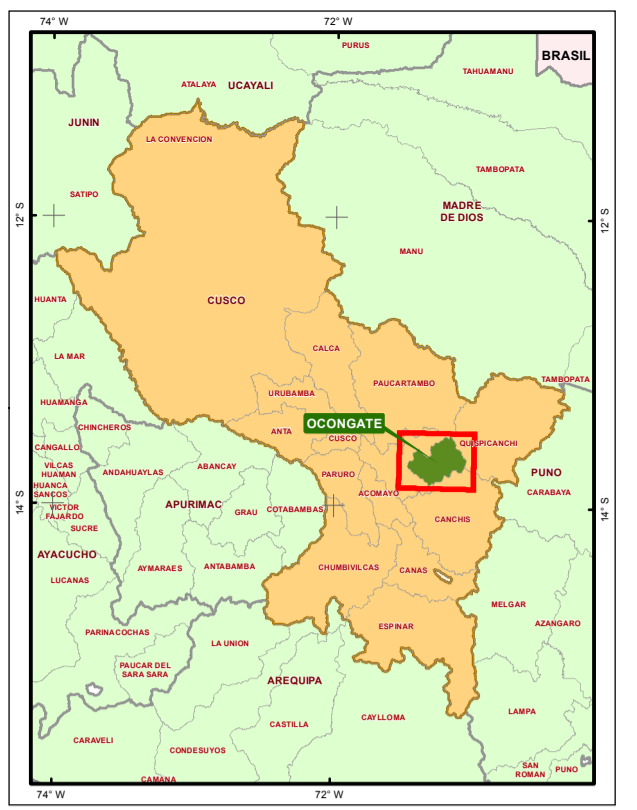 74° W
72° W
PURUS
BRASIL
TAHUAMANU
ATALAYA
UCAYALI
JUNIN
LA CONVENCION
TAMBOPATA
SATIPO
MADRE
DE DIOS
12° S
12° S
MANU
HUANTA
CUSCO
CALCA
LA MAR
TAMBOPATA
PAUCARTAMBO
URUBAMBA
HUAMANGA
OCONGATE
CHINCHEROS
ANTA
CUSCO
QUISPICANCHI
CANGALLO
VILCAS
HUAMAN
ANDAHUAYLAS
ABANCAY
PARURO
PUNO
HUANCA
SANCOS
ACOMAYO
CARABAYA
APURIMAC
14° S
14° S
VICTOR
FAJARDO
GRAU
COTABAMBAS
CANCHIS
SUCRE
AYACUCHO
AYMARAES
ANTABAMBA
CHUMBIVILCAS
CANAS
LUCANAS
MELGAR
AZANGARO
ESPINAR
PARINACOCHAS
LA UNION
PAUCAR DEL
SARA SARA
AREQUIPA
LAMPA
CAYLLOMA
CASTILLA
CARAVELI
CONDESUYOS
SAN
ROMAN
PUNO
CAMANA
74° W
72° W